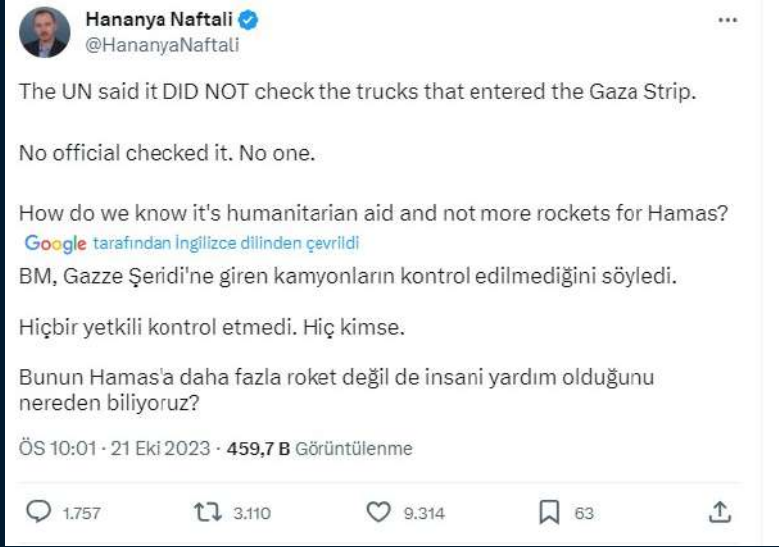 Hananya Naftali
@HananyaNaftali
The UN said it DID NOT check the trucks that entered the Gaza Strip.
No official checked it. No one.
How do we know it's humanitarian aid and not more rockets for Hamas?
Google tarafından İngilizce dilinden çevrildi
BM, Gazze Şeridi'ne giren kamyonların kontrol edilmediğini söyledi.
Hiçbir yetkili kontrol etmedi. Hiç kimse.
Bunun Hamas'a daha fazla roket değil de insani yardım olduğunu
nereden biliyoruz?
ÖS 10:01 · 21 Eki 2023 · 459,7 B Görüntülenme
1.757 3.110 9.314 63